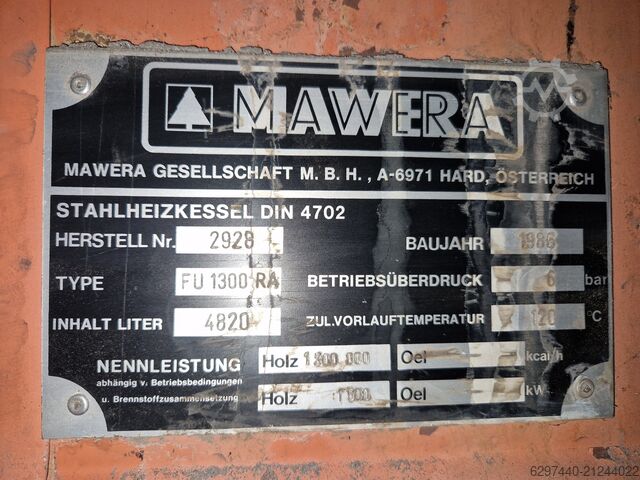 MAWERA
MAWERA GESELLSCHAFT M. B. H. , A-6971 HARD, ÖSTERREICH
STAHLHEIZKESSEL DIN 4702
HERSTELL Nr. 2928 BAUJAHR 1986
TYPE FU 1300 RA BETRIEBSÜBERDRUCK 6 bar
INHALT LITER 4820 ZUL.VORLAUFTEMPERATUR 120 °C
NENNLEISTUNG Holz 1 300 000 Oel kcal/h
abhängig v. Betriebsbedingungen
u. Brennstoffzusammensetzung Holz Oel kW
6297440-21244022